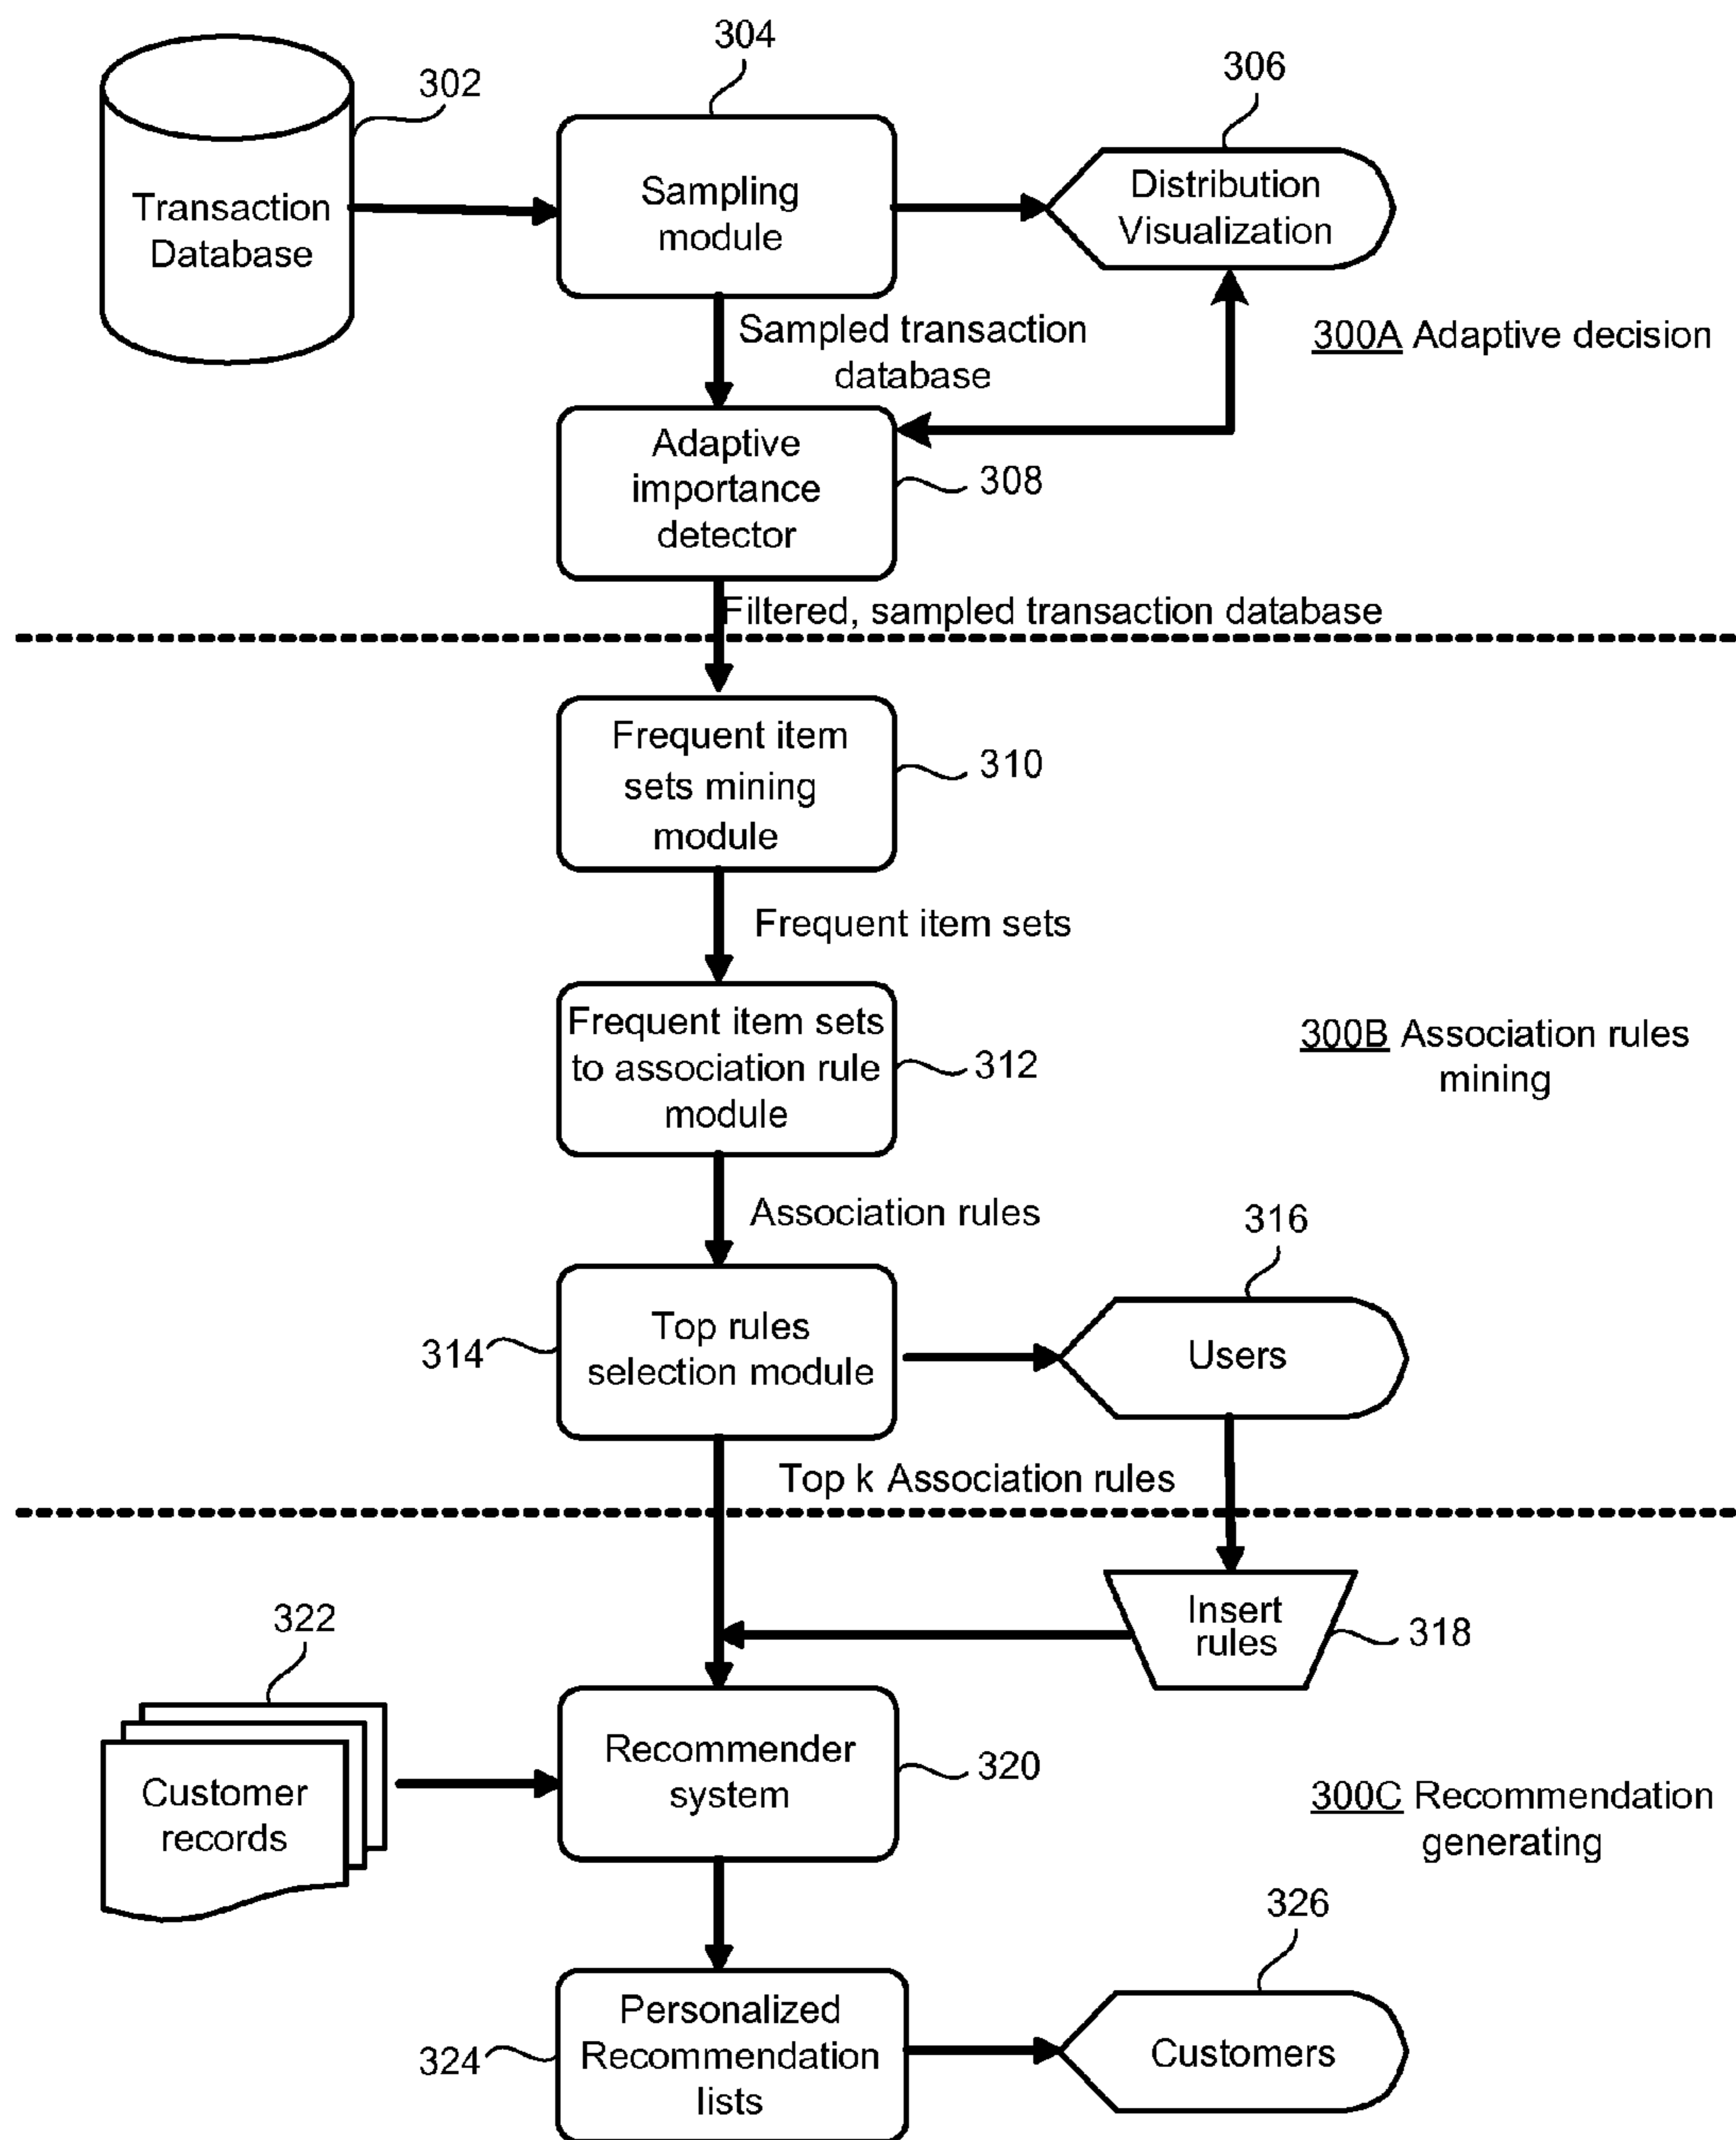 304
302
306
Transaction
Database
Sampling
module
Distribution
Visualization
Sampled transaction
database
300A Adaptive decision
Adaptive
importance
detector
308
Filtered, sampled transaction database
Frequent item
sets mining
module
310
Frequent item sets
Frequent item sets
to association rule
module
312
300B Association rules
mining
Association rules
316
314
Top rules
selection module
Users
Top k Association rules
322
Insert
rules
318
Customer
records
Recommender
system
320
300C Recommendation
generating
326
324
Personalized
Recommendation
lists
Customers